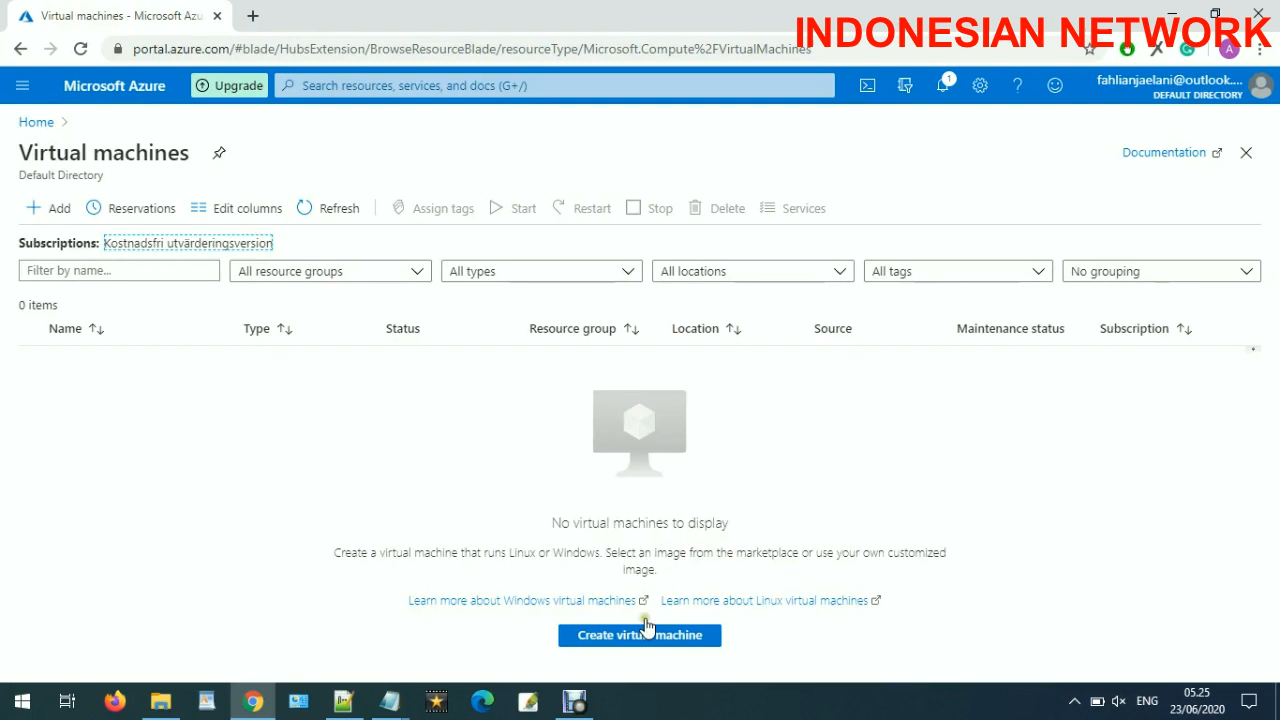 Virtual machines - Microsoft Azu
INDONESIAN NETWORK
portal.azure.com/#blade/HubsExtension/BrowseResourceBlade/resourceType/Microsoft.Compute%2FVirtualMachines
A
Microsoft Azure
Upgrade
Search resources, services, and docs (G+/)
1
fahlianjaelani@outlook....
DEFAULT DIRECTORY
Home
Virtual machines
Documentation
Default Directory
Add Reservations Edit columns Refresh Assign tags Start Restart Stop Delete Services
Subscriptions: Kostnadsfri utvärderingsversion
Filter by name... All resource groups All types All locations All tags No grouping
0 items
Name Type Status Resource group Location Source Maintenance status Subscription
No virtual machines to display
Create a virtual machine that runs Linux or Windows. Select an image from the marketplace or use your own customized
image.
Learn more about Windows virtual machines Learn more about Linux virtual machines
Create virtual machine
ENG
05.25
23/06/2020